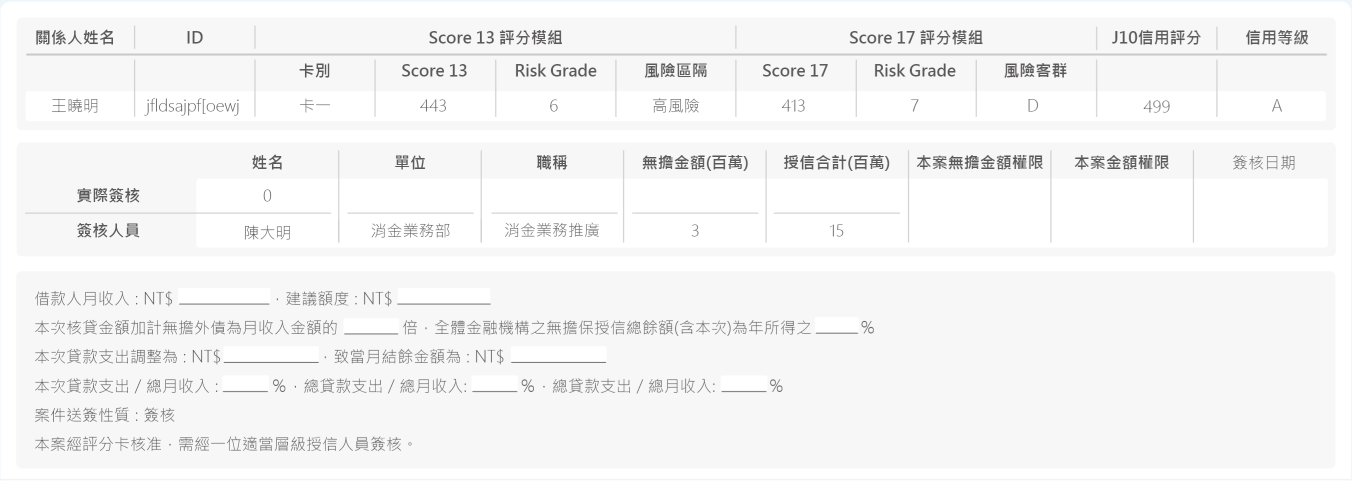 關係人姓名 ID Score 13 評分模組 Score 17 評分模組 J10信用評分 信用等級
卡別 Score 13 Risk Grade 風險區隔 Score 17 Risk Grade 風險客群
王曉明 jfldsajpf[oewj 卡一 443 6 高風險 413 7 D 499 A
姓名 單位 職稱 無擔金額(百萬) 授信合計(百萬) 本案無擔金額權限 本案金額權限 簽核日期
實際簽核 0
簽核人員 陳大明 消金業務部 消金業務推廣 3 15
借款人月收入 : NT$ ________ · 建議額度 : NT$ ________
本次核貸金額加計無擔外債為月收入金額的 ______ 倍 · 全體金融機構之無擔保授信總餘額(含本次)為年所得之 _____ %
本次貸款支出調整為 : NT$ ________ · 致當月結餘金額為 : NT$ ________
本次貸款支出 / 總月收入 : _____ % · 總貸款支出 / 總月收入: _____ % · 總貸款支出 / 總月收入: _____ %
案件送簽性質 : 簽核
本案經評分卡核准 · 需經一位適當層級授信人員簽核。